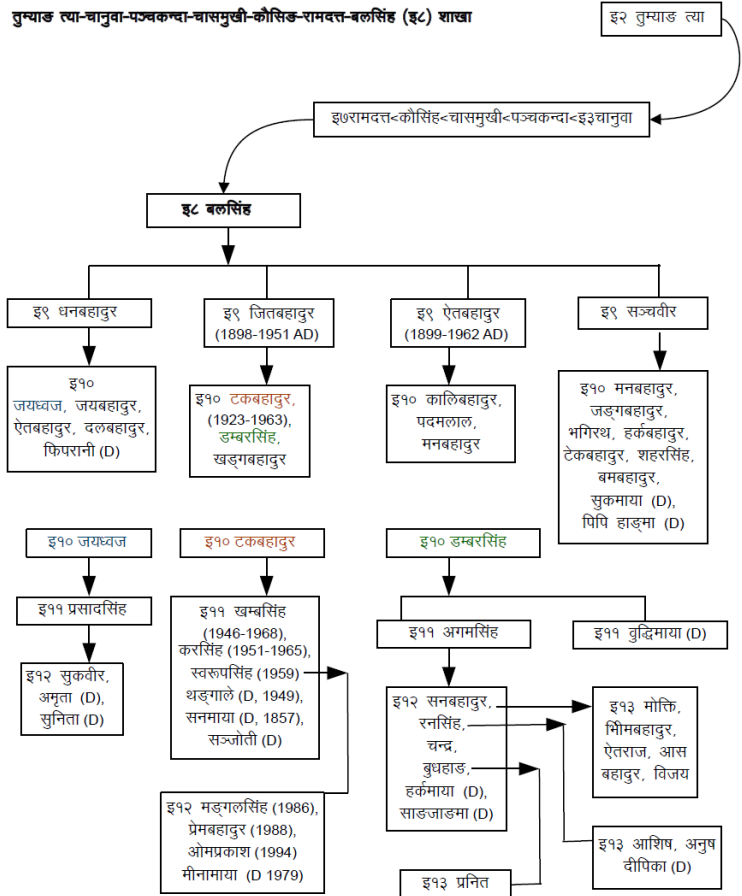 तुम्याङ त्या-चानुवा-पञ्चकन्दा-चासमुखी-कौसिङ-रामदत्त-बलसिंह (इ८) शाखा
इ२ तुम्याङ त्या
इ७रामदत्त<कौसिंह<चासमुखी<पञ्चकन्दा<इ३चानुवा
इ८ बलसिंह
इ९ धनबहादुर
इ९ जितबहादुर
(1898-1951 AD)
इ९ ऐतबहादुर
(1899-1962 AD)
इ९ सञ्चवीर
इ१०
जयध्वज, जयबहादुर,
ऐतबहादुर, दलबहादुर,
फिपरानी (D)
इ१० टकबहादुर,
(1923-1963),
डम्बरसिंह,
खड्गबहादुर
इ१० कालिबहादुर,
पदमलाल,
मनबहादुर
इ१० मनबहादुर,
जङ्गबहादुर,
भगिरथ, हर्कबहादुर,
टेकबहादुर, शहरसिंह,
बमबहादुर,
सुकमाया (D),
पिपि हाङ्मा (D)
इ१० जयध्वज
इ१० टकबहादुर
इ१० डम्बरसिंह
इ११ प्रसादसिंह
इ११ खम्बसिंह
(1946-1968),
करसिंह (1951-1965),
स्वरूपसिंह (1959)
थङ्गाले (D, 1949),
सनमाया (D, 1857),
सञ्जोती (D)
इ११ अगमसिंह
इ११ वुद्धिमाया (D)
इ१२ सुकवीर,
अमृता (D),
सुनिता (D)
इ१२ सनबहादुर,
रनसिंह,
चन्द्र,
बुधहाङ,
हर्कमाया (D),
साङजाङमा (D)
इ१३ मोक्ति,
भिीमबहादुर,
ऐतराज, आस
बहादुर, विजय
इ१२ मङ्गलसिंह (1986),
प्रेमबहादुर (1988),
ओमप्रकाश (1994)
मीनामाया (D 1979)
इ१३ आशिष, अनुष
दीपिका (D)
इ१३ प्रनित